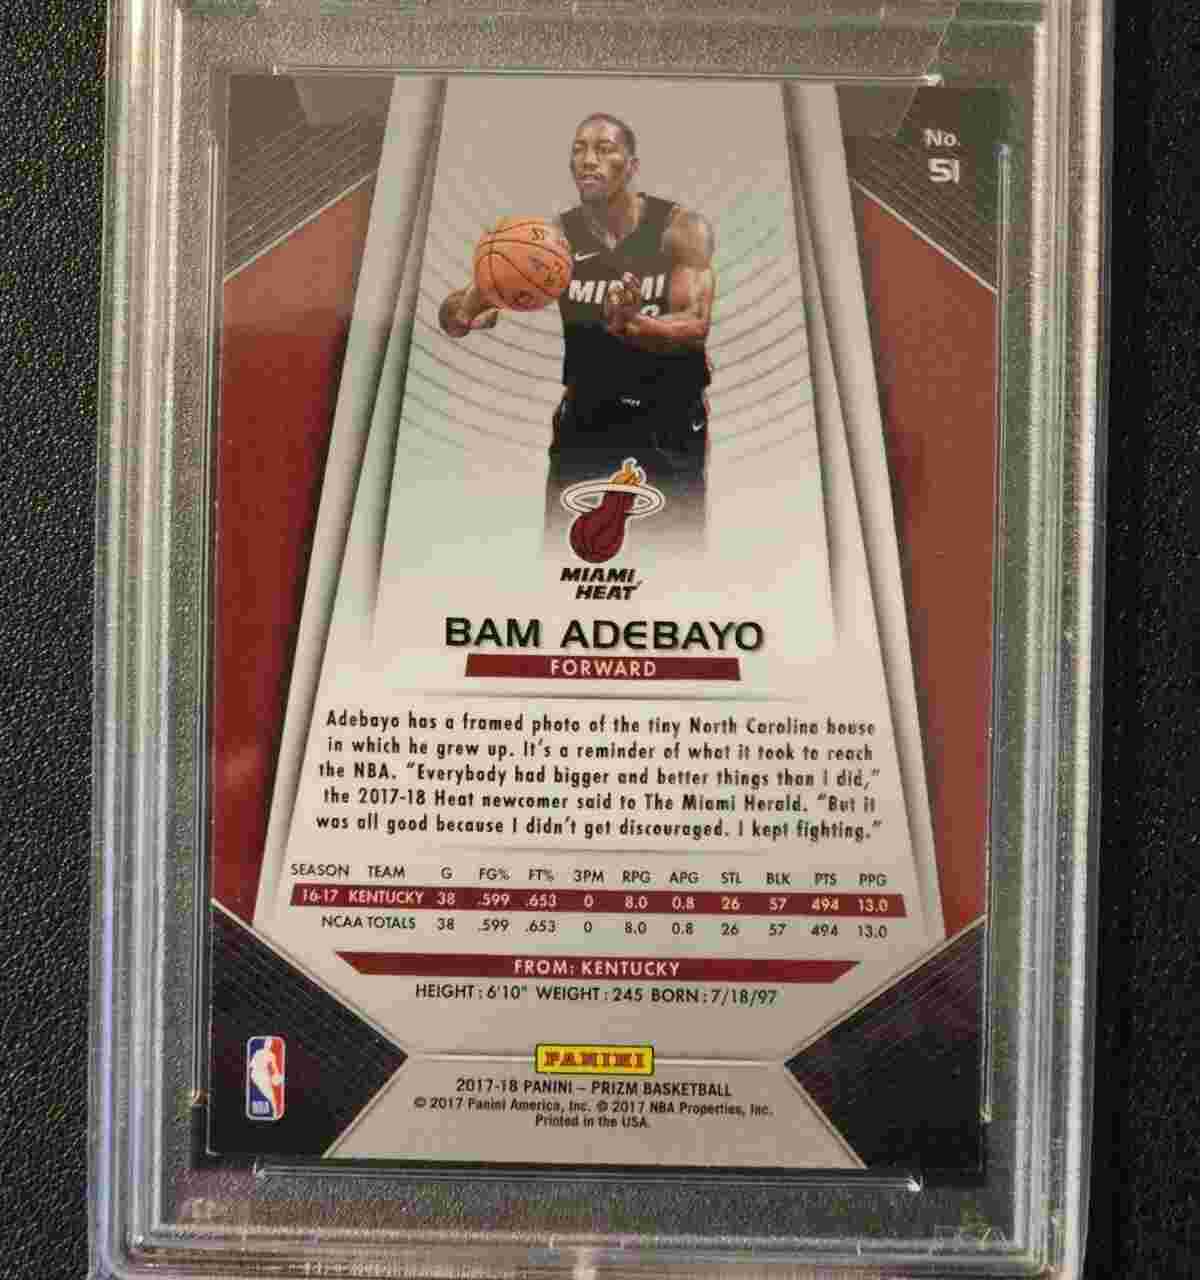 No.
51
MIAMI
MIAMI
HEAT
BAM ADEBAYO
FORWARD
Adebayo has a framed photo of the tiny North Carolina house
in which he grew up. It's a reminder of what it took to reach
the NBA. "Everybody had bigger and better things than I did,"
the 2017-18 Heat newcomer said to The Miami Herald. "But it
was all good because I didn't get discouraged. I kept fighting."
SEASON TEAM G FG% FT% 3PM RPG APG STL BLK PTS PPG
16-17 KENTUCKY 38 .599 .653 0 8.0 0.8 26 57 494 13.0
NCAA TOTALS 38 .599 .653 0 8.0 0.8 26 57 494 13.0
FROM: KENTUCKY
HEIGHT: 6'10" WEIGHT: 245 BORN: 7/18/97
PANINI
NBA
2017-18 PANINI – PRIZM BASKETBALL
© 2017 Panini America, Inc. © 2017 NBA Properties, Inc.
Printed in the USA.